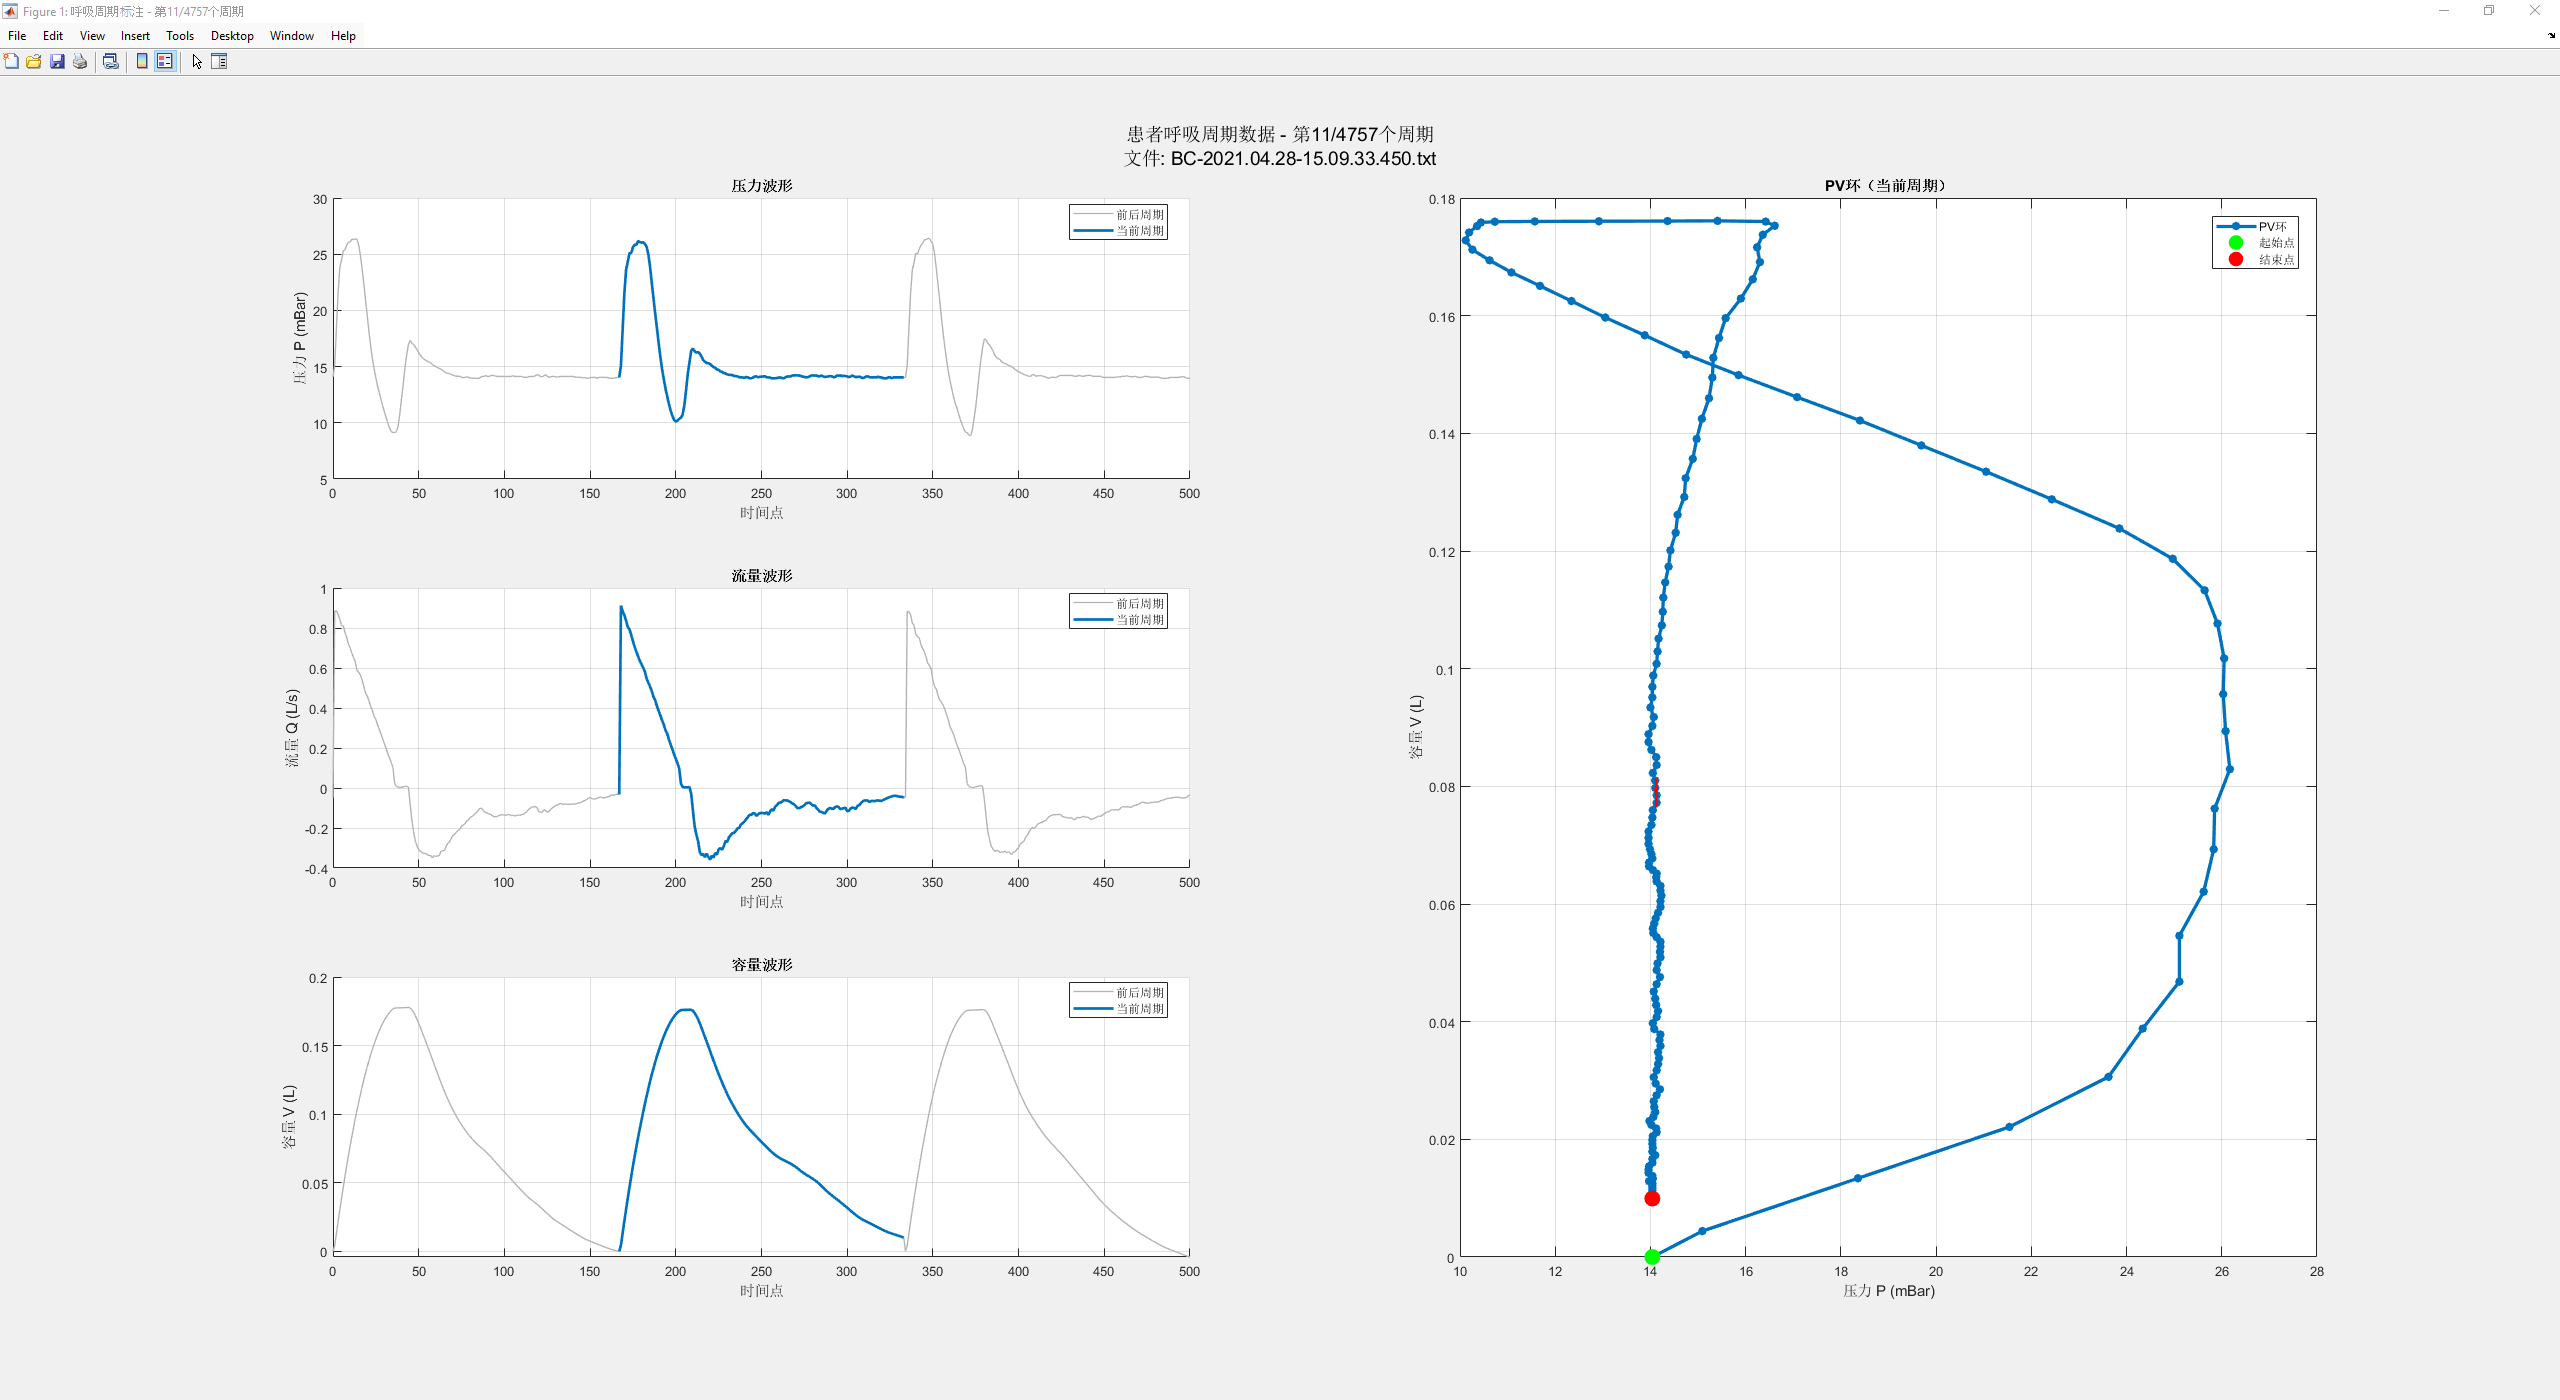 Figure 1: 呼吸周期标注 - 第11/4757个周期
File Edit View Insert Tools Desktop Window Help
患者呼吸周期数据 - 第11/4757个周期
文件: BC-2021.04.28-15.09.33.450.txt
压力波形
30
25
20
15
10
5
压力 P (mBar)
前后周期
当前周期
0 50 100 150 200 250 300 350 400 450 500
时间点
流量波形
1
0.8
0.6
0.4
0.2
0
-0.2
-0.4
流量 Q (L/s)
前后周期
当前周期
0 50 100 150 200 250 300 350 400 450 500
时间点
容量波形
0.2
0.15
0.1
0.05
0
容量 V (L)
前后周期
当前周期
0 50 100 150 200 250 300 350 400 450 500
时间点
PV环（当前周期）
0.18
0.16
0.14
0.12
0.1
0.08
0.06
0.04
0.02
0
容量 V (L)
PV环
起始点
结束点
10 12 14 16 18 20 22 24 26 28
压力 P (mBar)